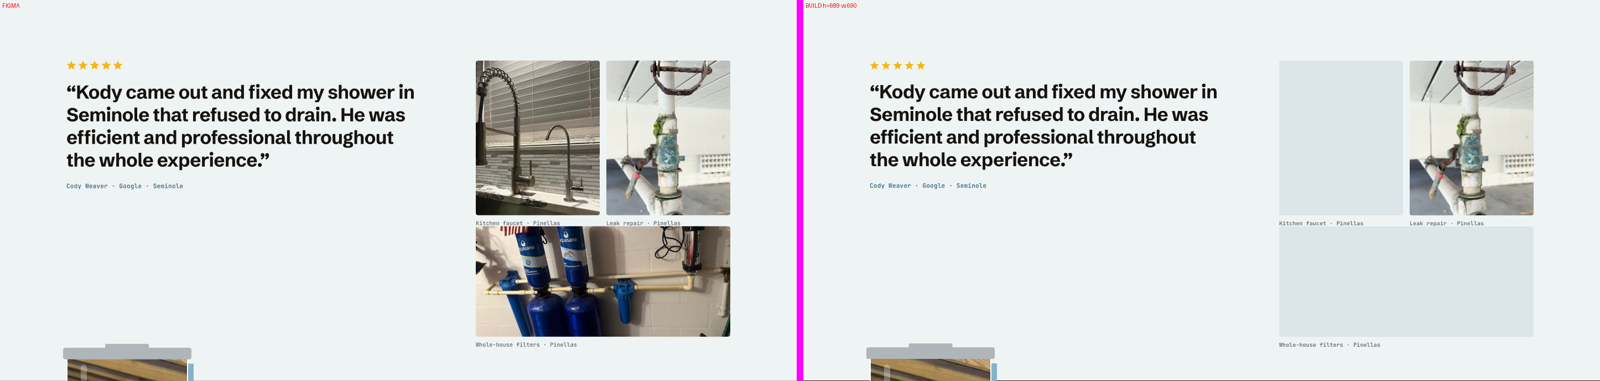 FIGMA
“Kody came out and fixed my shower in
Seminole that refused to drain. He was
efficient and professional throughout
the whole experience.”
Cody Weaver · Google · Seminole
Kitchen faucet · Pinellas
Leak repair · Pinellas
Whole-house filters · Pinellas
BUILD h=689 vs 690
“Kody came out and fixed my shower in
Seminole that refused to drain. He was
efficient and professional throughout
the whole experience.”
Cody Weaver · Google · Seminole
Kitchen faucet · Pinellas
Leak repair · Pinellas
Whole-house filters · Pinellas